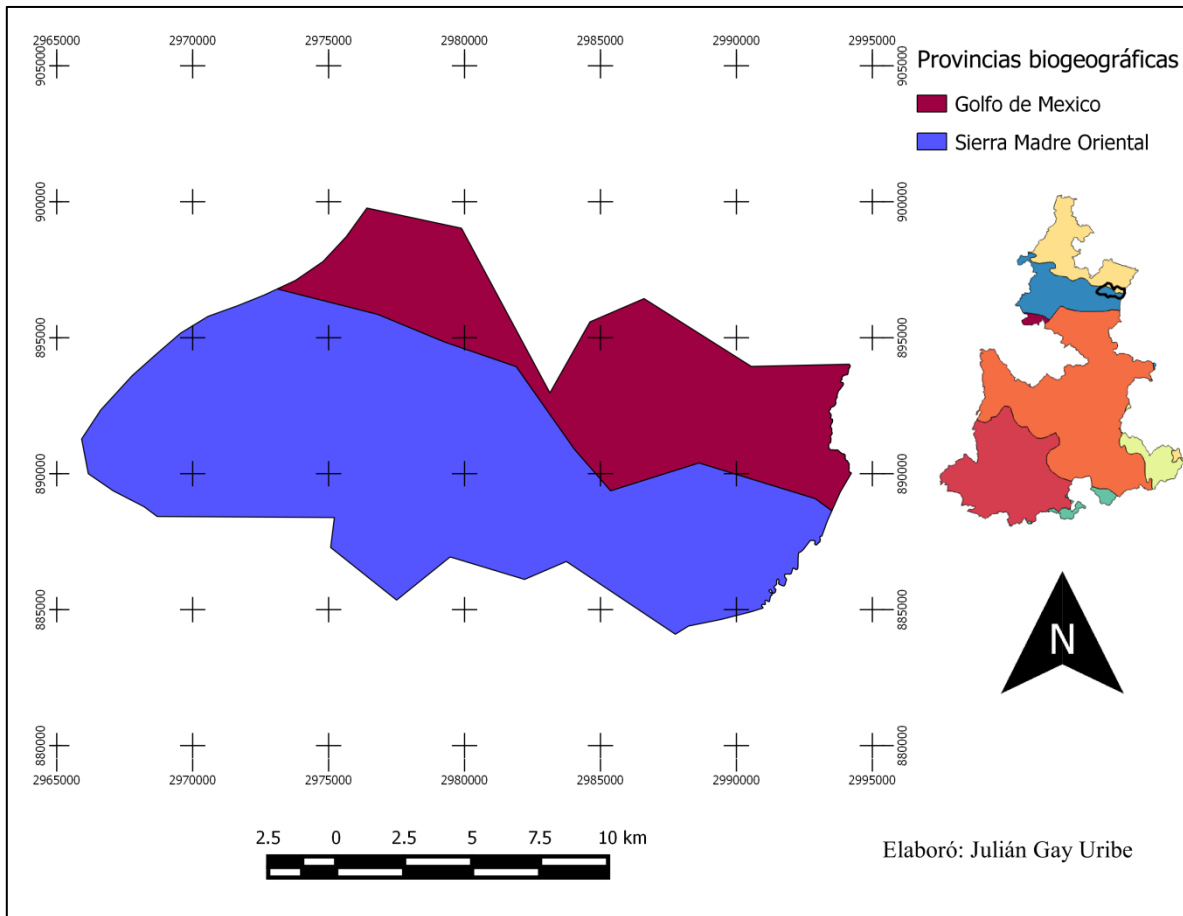 2965000 2970000 2975000 2980000 2985000 2990000 2995000
905000 905000
Provincias biogeográficas
Golfo de Mexico
Sierra Madre Oriental
900000 900000
895000 895000
890000 890000
885000 885000
N
880000 880000
2965000 2970000 2975000 2980000 2985000 2990000 2995000
2.5 0 2.5 5 7.5 10 km
Elaboró: Julián Gay Uribe